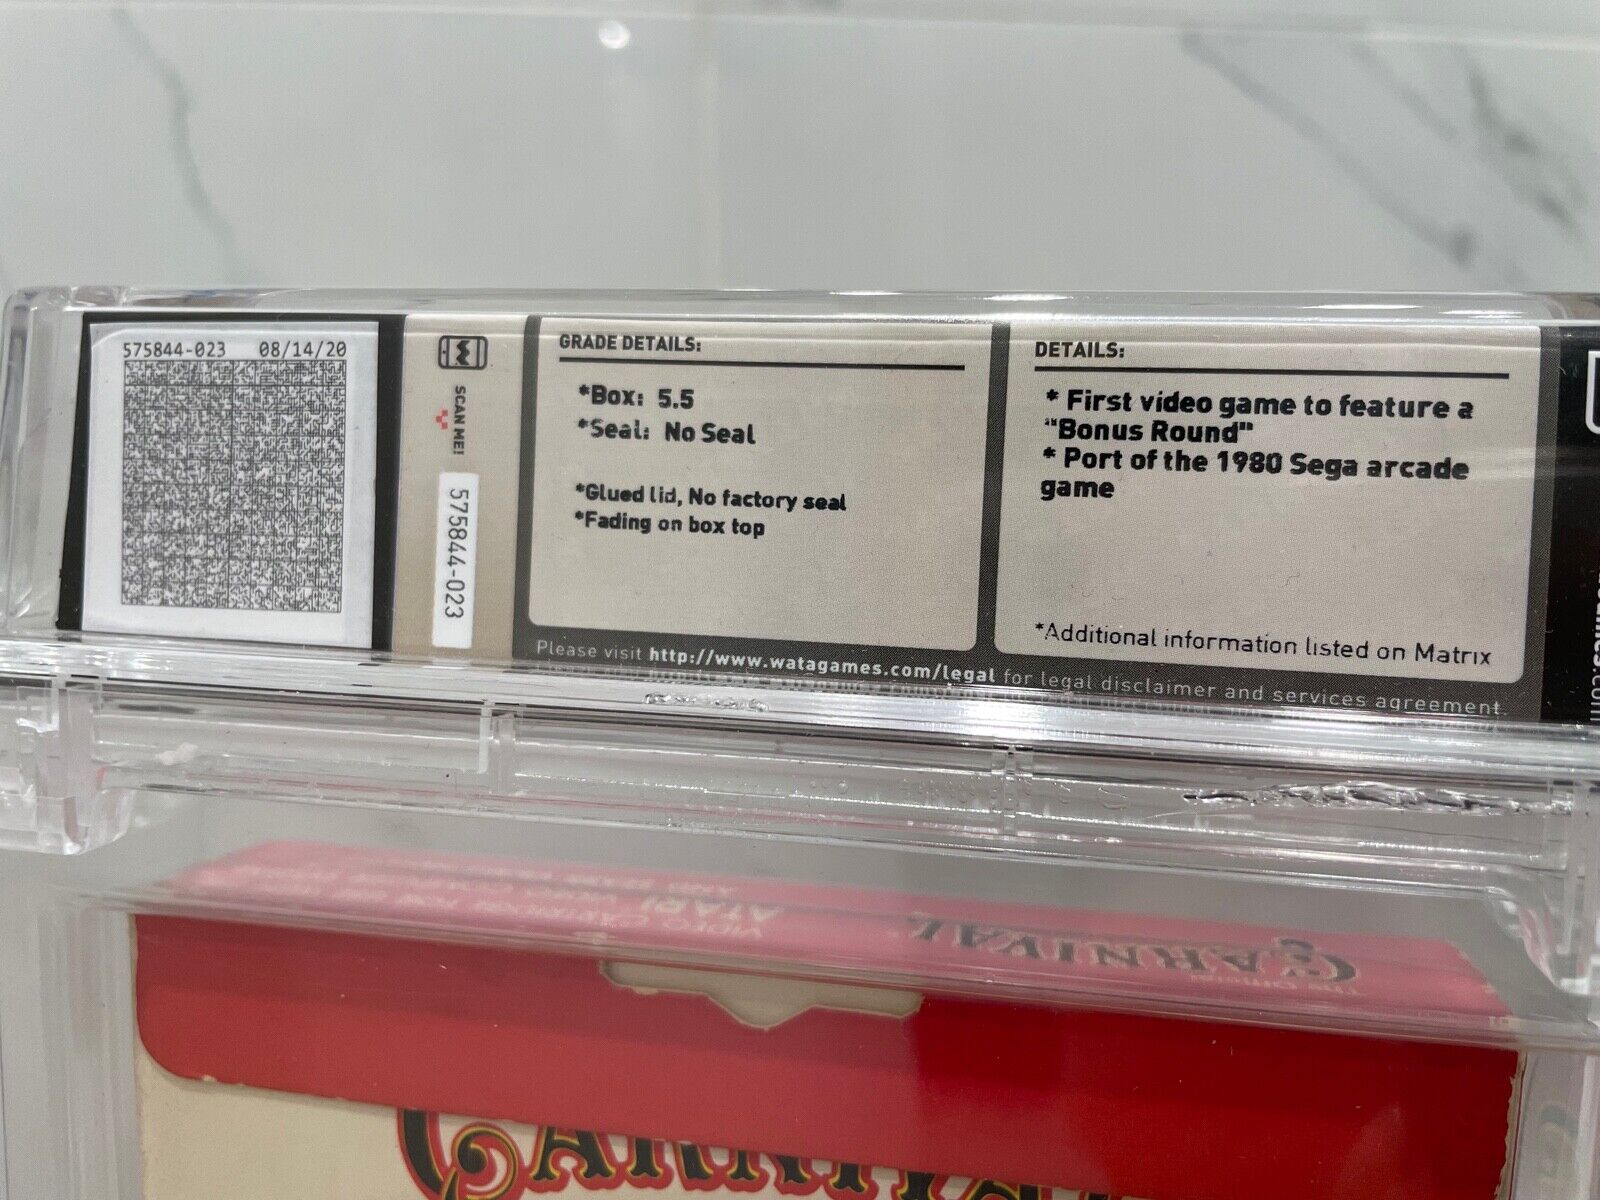 575844-023 08/14/20
SCAN ME!
575844-023
GRADE DETAILS:
*Box: 5.5
*Seal: No Seal
*Glued lid, No factory seal
*Fading on box top
DETAILS:
* First video game to feature a
"Bonus Round"
* Port of the 1980 Sega arcade
game
*Additional information listed on Matrix
Please visit http://www.watagames.com/legal for legal disclaimer and services agreement.
The Official
CARNIVAL
ATARI
CARNIVAL